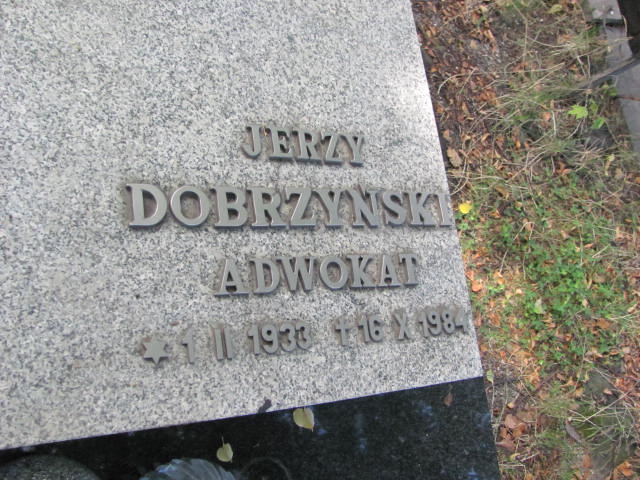 JERZY
DOBRZYNSKI
ADWOKAT
1 II 1933 †16 X 1984